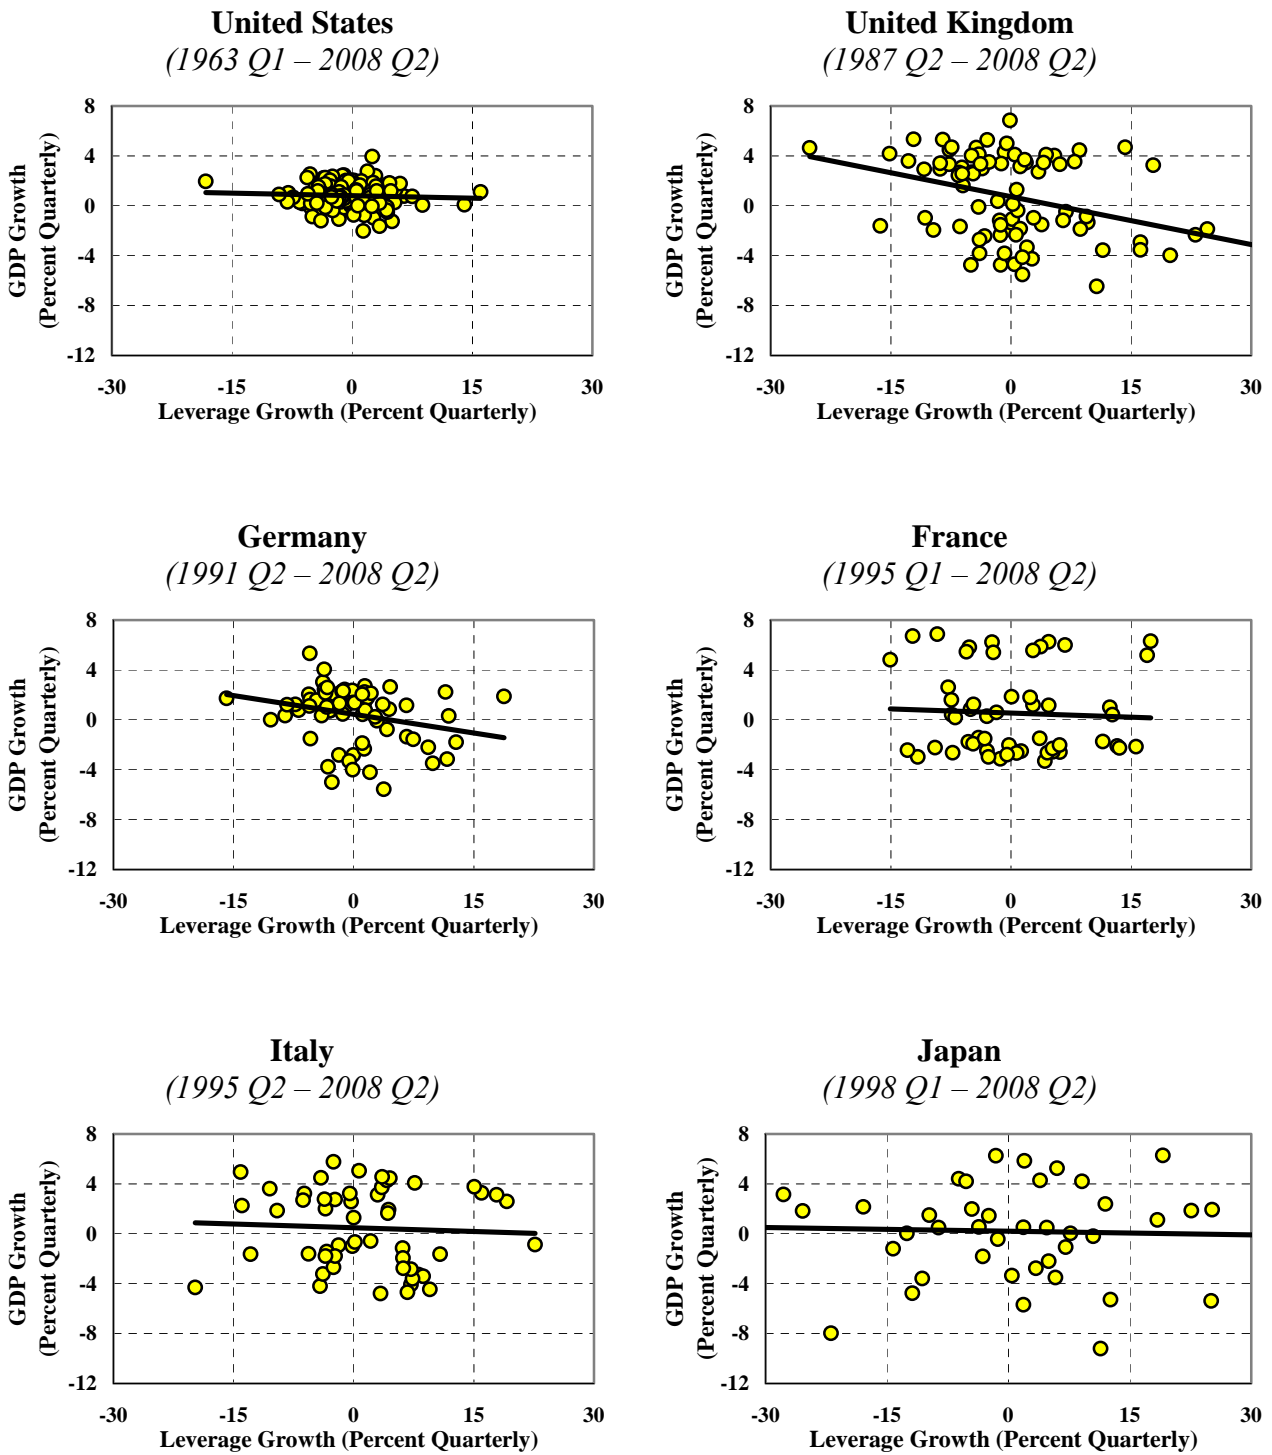 United States
(1963 Q1 – 2008 Q2)
GDP Growth
(Percent Quarterly)
8
4
0
-4
-8
-12
-30 -15 0 15 30
Leverage Growth (Percent Quarterly)
United Kingdom
(1987 Q2 – 2008 Q2)
GDP Growth
(Percent Quarterly)
8
4
0
-4
-8
-12
-30 -15 0 15 30
Leverage Growth (Percent Quarterly)
Germany
(1991 Q2 – 2008 Q2)
GDP Growth
(Percent Quarterly)
8
4
0
-4
-8
-12
-30 -15 0 15 30
Leverage Growth (Percent Quarterly)
France
(1995 Q1 – 2008 Q2)
GDP Growth
(Percent Quarterly)
8
4
0
-4
-8
-12
-30 -15 0 15 30
Leverage Growth (Percent Quarterly)
Italy
(1995 Q2 – 2008 Q2)
GDP Growth
(Percent Quarterly)
8
4
0
-4
-8
-12
-30 -15 0 15 30
Leverage Growth (Percent Quarterly)
Japan
(1998 Q1 – 2008 Q2)
GDP Growth
(Percent Quarterly)
8
4
0
-4
-8
-12
-30 -15 0 15 30
Leverage Growth (Percent Quarterly)